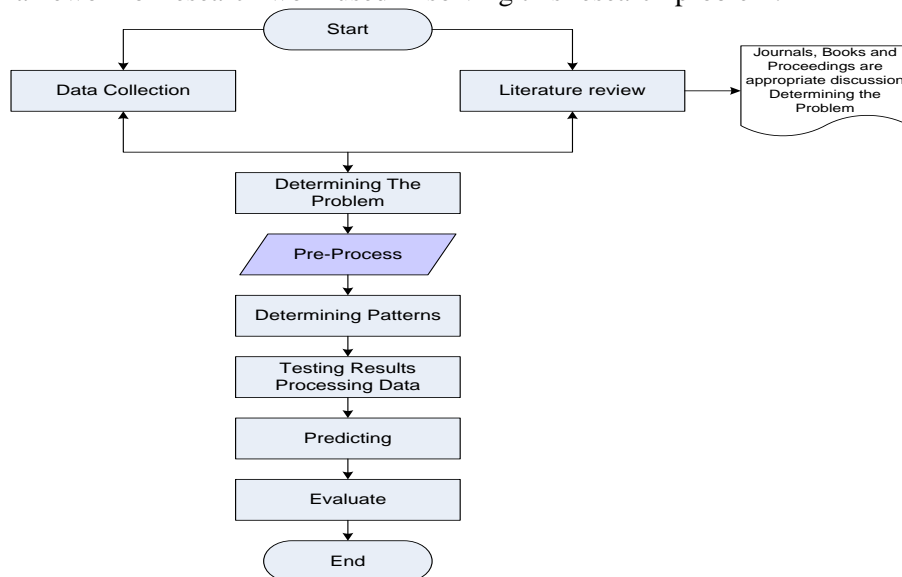 Start
Data Collection
Literature review
Journals, Books and
Proceedings are
appropriate discussion
Determining the
Problem
Determining The
Problem
Pre-Process
Determining Patterns
Testing Results
Processing Data
Predicting
Evaluate
End